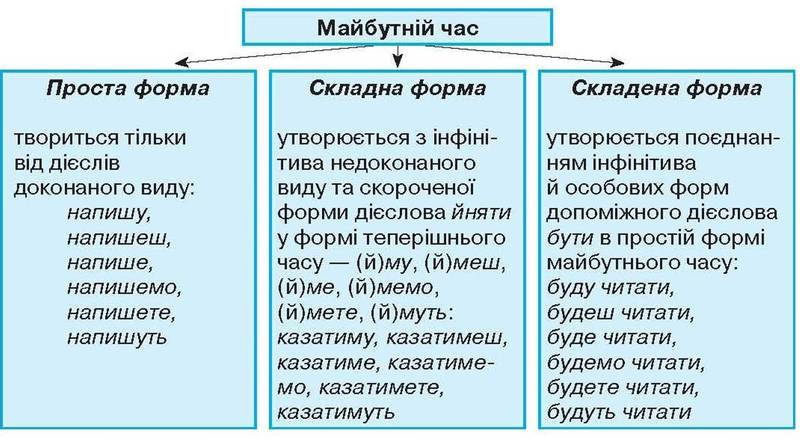 Майбутній час
Проста форма
твориться тільки
від дієслів
доконаного виду:
напишу,
напишеш,
напише,
напишемо,
напишете,
напишуть
Складна форма
утворюється з інфіні-
тива недоконаного
виду та скороченої
форми дієслова йняти
у формі теперішнього
часу — (й)му, (й)меш,
(й)ме, (й)мемо,
(й)мете, (й)муть:
казатиму, казатимеш,
казатиме, казатиме-
мо, казатимете,
казатимуть
Складена форма
утворюється поєднан-
ням інфінітива
й особових форм
допоміжного дієслова
бути в простій формі
майбутнього часу:
буду читати,
будеш читати,
буде читати,
будемо читати,
будете читати,
будуть читати